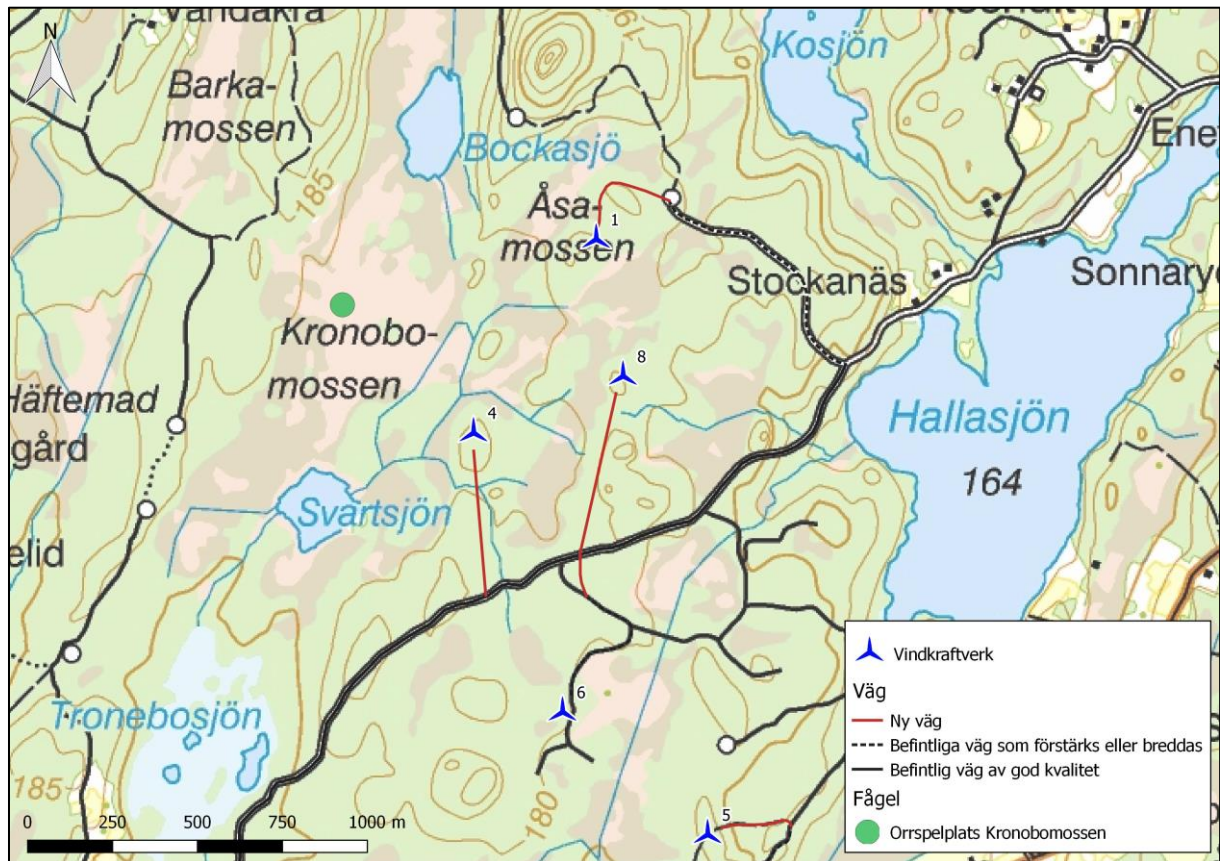 Vandakra
N
185
Kosjön
Barka-
mossen
Bockasjö
Ene
Åsa-
mossen
1
Stockanäs
Sonnaryd
Kronobo-
mossen
8
4
Häftemad
gård
Hallasjön
164
Svartsjön
elid
Tronebosjön
6
185
180
5
0 250 500 750 1000 m
Vindkraftverk
Väg
Ny väg
Befintliga väg som förstärks eller breddas
Befintlig väg av god kvalitet
Fågel
Orrspelplats Kronobomossen